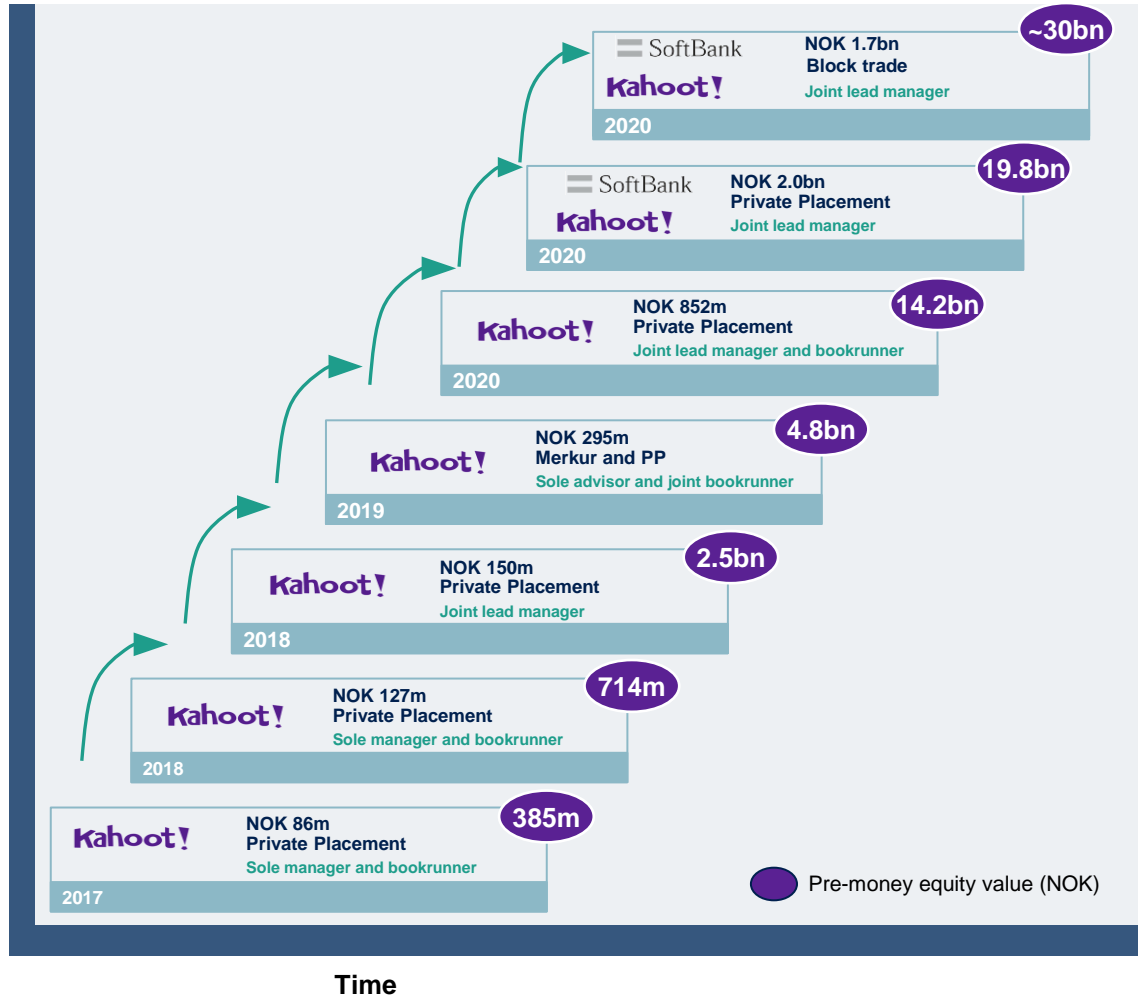 ~30bn
SoftBank
NOK 1.7bn
Block trade
Kahoot!
Joint lead manager
2020
19.8bn
SoftBank
NOK 2.0bn
Private Placement
Kahoot!
Joint lead manager
2020
14.2bn
NOK 852m
Private Placement
Kahoot!
Joint lead manager and bookrunner
2020
4.8bn
NOK 295m
Merkur and PP
Kahoot!
Sole advisor and joint bookrunner
2019
2.5bn
NOK 150m
Private Placement
Kahoot!
Joint lead manager
2018
714m
NOK 127m
Private Placement
Kahoot!
Sole manager and bookrunner
2018
385m
NOK 86m
Private Placement
Kahoot!
Sole manager and bookrunner
2017
Pre-money equity value (NOK)
Time